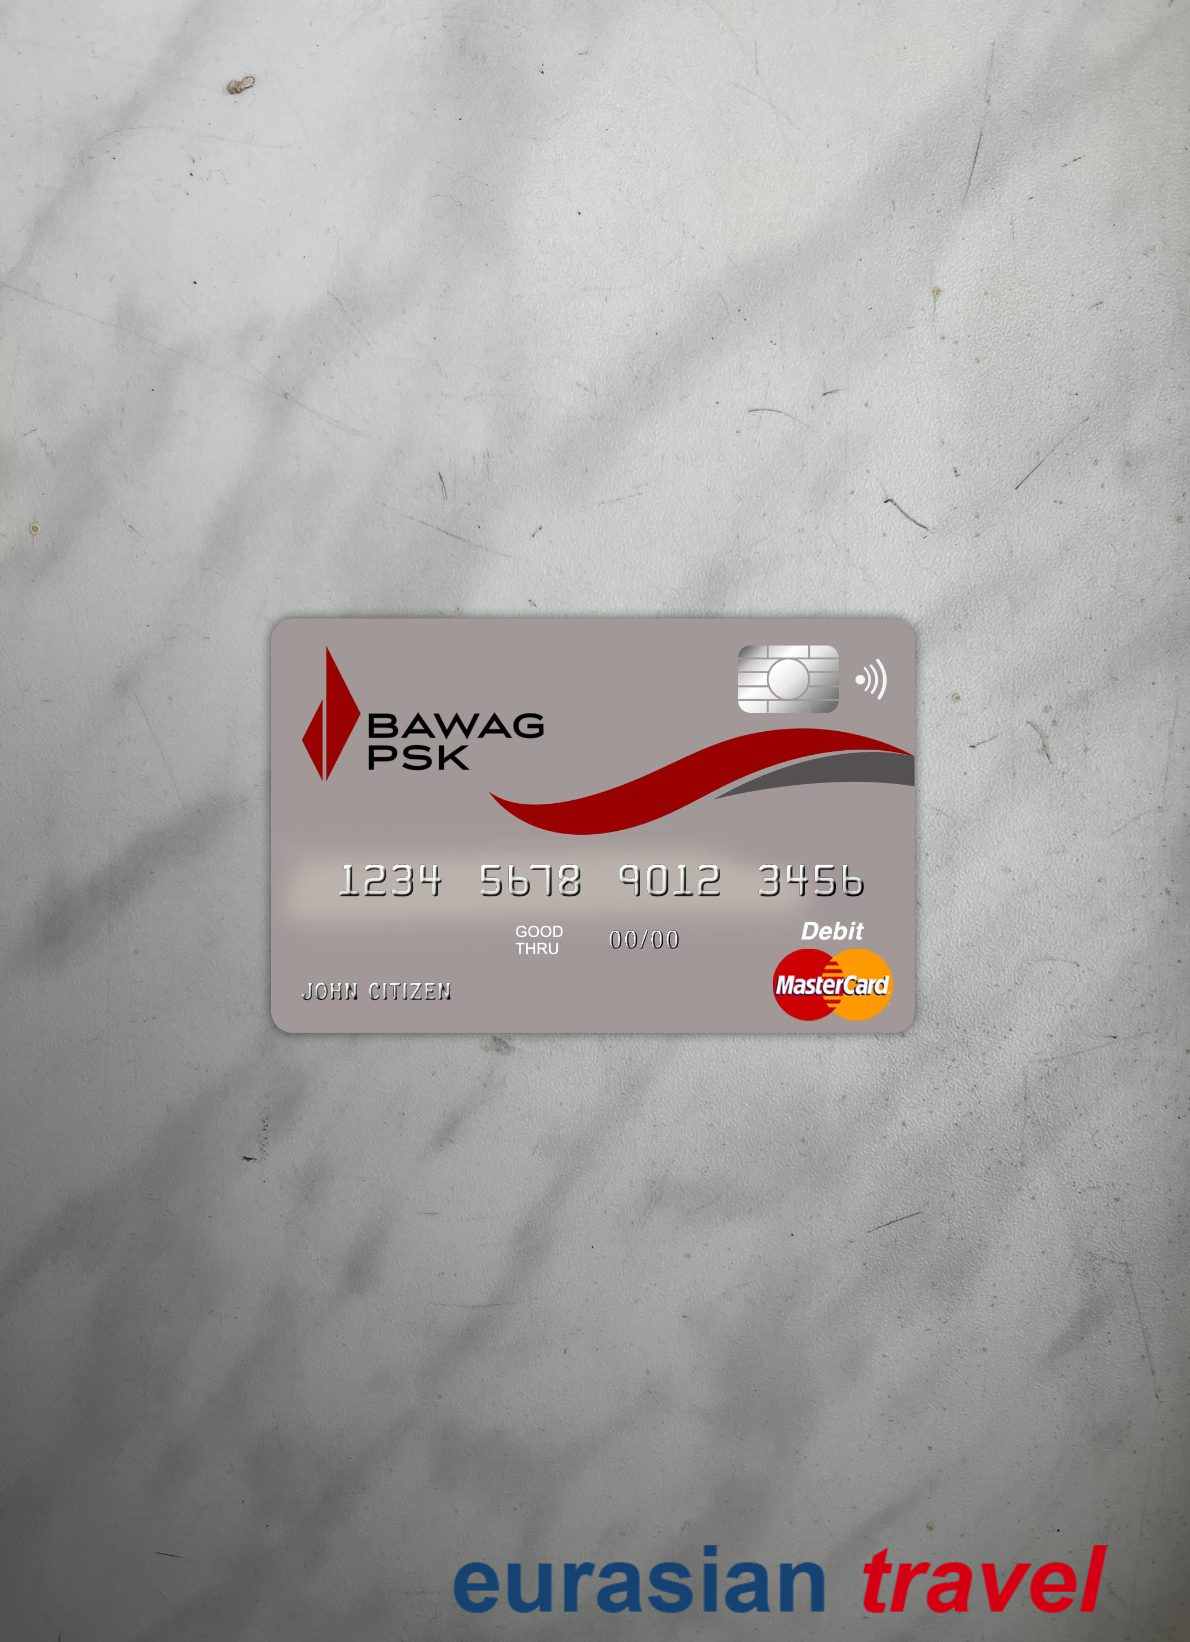 BAWAG
PSK
1234 5678 9012 3456
GOOD
THRU
00/00
Debit
JOHN CITIZEN
MasterCard
eurasian travel